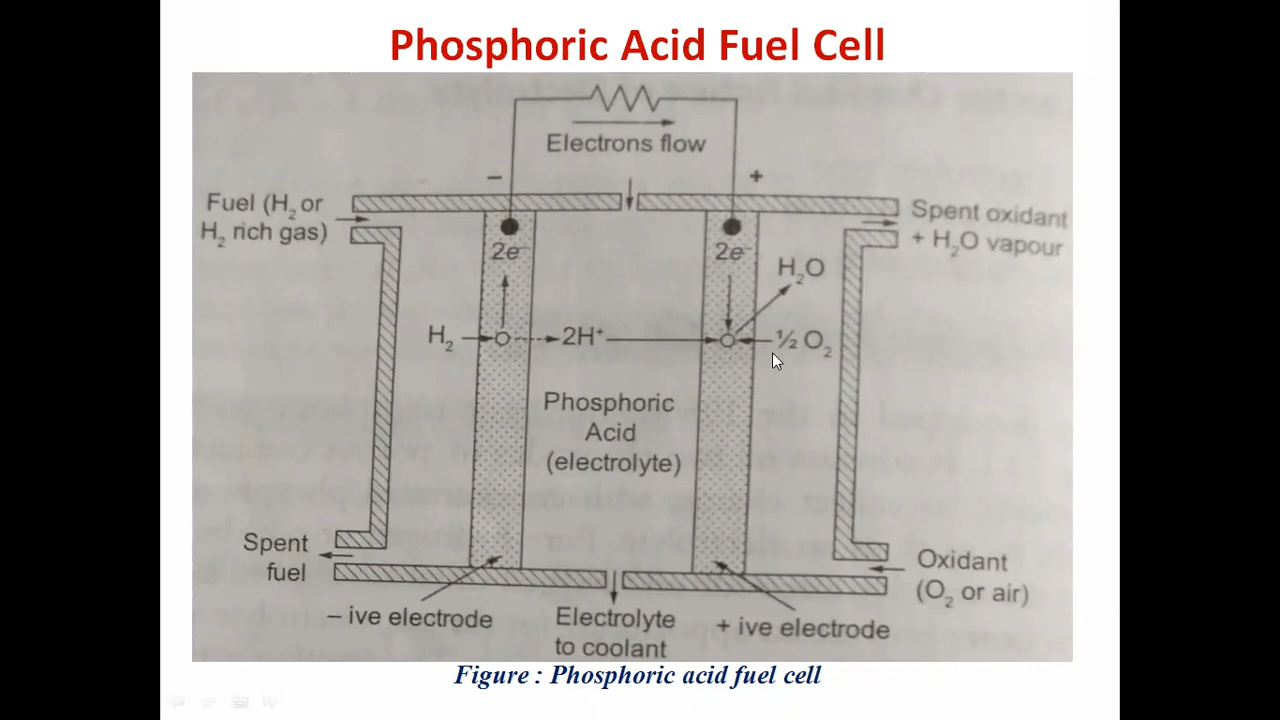 Phosphoric Acid Fuel Cell
Electrons flow
–
+
Fuel (H₂ or
H₂ rich gas)
Spent oxidant
+ H₂O vapour
2e⁻
2e⁻
H₂O
H₂
2H⁺
½ O₂
Phosphoric
Acid
(electrolyte)
Spent
fuel
Oxidant
(O₂ or air)
– ive electrode
Electrolyte
to coolant
+ ive electrode
Figure : Phosphoric acid fuel cell